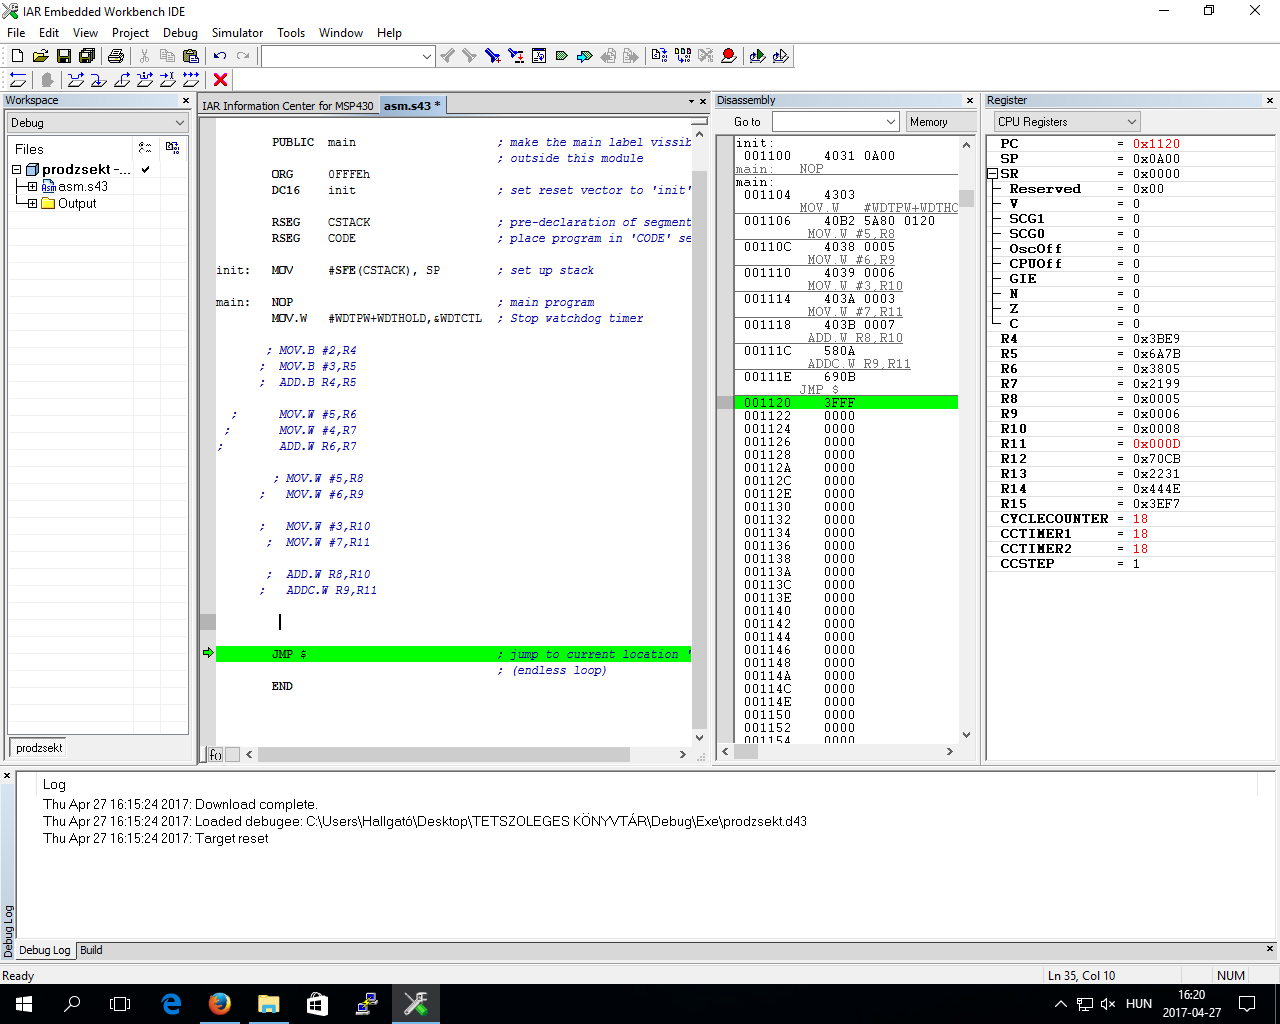 IAR Embedded Workbench IDE
File Edit View Project Debug Simulator Tools Window Help
Workspace
Debug
Files
prodzsekt -...
asm.s43
Output
prodzsekt
IAR Information Center for MSP430 asm.s43 *
PUBLIC main ; make the main label vissib
; outside this module
ORG 0FFFEh
DC16 init ; set reset vector to 'init'
RSEG CSTACK ; pre-declaration of segment
RSEG CODE ; place program in 'CODE' se
init: MOV #SFE(CSTACK), SP ; set up stack
main: NOP ; main program
MOV.W #WDTPW+WDTHOLD,&WDTCTL ; Stop watchdog timer
; MOV.B #2,R4
; MOV.B #3,R5
; ADD.B R4,R5
; MOV.W #5,R6
; MOV.W #4,R7
; ADD.W R6,R7
; MOV.W #5,R8
; MOV.W #6,R9
; MOV.W #3,R10
; MOV.W #7,R11
; ADD.W R8,R10
; ADDC.W R9,R11
JMP $ ; jump to current location '
; (endless loop)
END
f()
Disassembly
Go to Memory
init:
001100 4031 0A00
main: NOP
main:
001104 4303
MOV.W #WDTPW+WDTHO
001106 40B2 5A80 0120
MOV.W #5,R8
00110C 4038 0005
MOV.W #6,R9
001110 4039 0006
MOV.W #3,R10
001114 403A 0003
MOV.W #7,R11
001118 403B 0007
ADD.W R8,R10
00111C 580A
ADDC.W R9,R11
00111E 690B
JMP $
001120 3FFF
001122 0000
001124 0000
001126 0000
001128 0000
00112A 0000
00112C 0000
00112E 0000
001130 0000
001132 0000
001134 0000
001136 0000
001138 0000
00113A 0000
00113C 0000
00113E 0000
001140 0000
001142 0000
001144 0000
001146 0000
001148 0000
00114A 0000
00114C 0000
00114E 0000
001150 0000
001152 0000
001154 0000
Register
CPU Registers
PC = 0x1120
SP = 0x0A00
SR = 0x0000
Reserved = 0x00
V = 0
SCG1 = 0
SCG0 = 0
OscOff = 0
CPUOff = 0
GIE = 0
N = 0
Z = 0
C = 0
R4 = 0x3BE9
R5 = 0x6A7B
R6 = 0x3805
R7 = 0x2199
R8 = 0x0005
R9 = 0x0006
R10 = 0x0008
R11 = 0x000D
R12 = 0x70CB
R13 = 0x2231
R14 = 0x444E
R15 = 0x3EF7
CYCLECOUNTER = 18
CCTIMER1 = 18
CCTIMER2 = 18
CCSTEP = 1
Log
Thu Apr 27 16:15:24 2017: Download complete.
Thu Apr 27 16:15:24 2017: Loaded debugee: C:\Users\Hallgató\Desktop\TETSZOLEGES KÖNYVTÁR\Debug\Exe\prodzsekt.d43
Thu Apr 27 16:15:24 2017: Target reset
Debug Log
Debug Log Build
Ready Ln 35, Col 10 NUM
HUN
16:20
2017-04-27